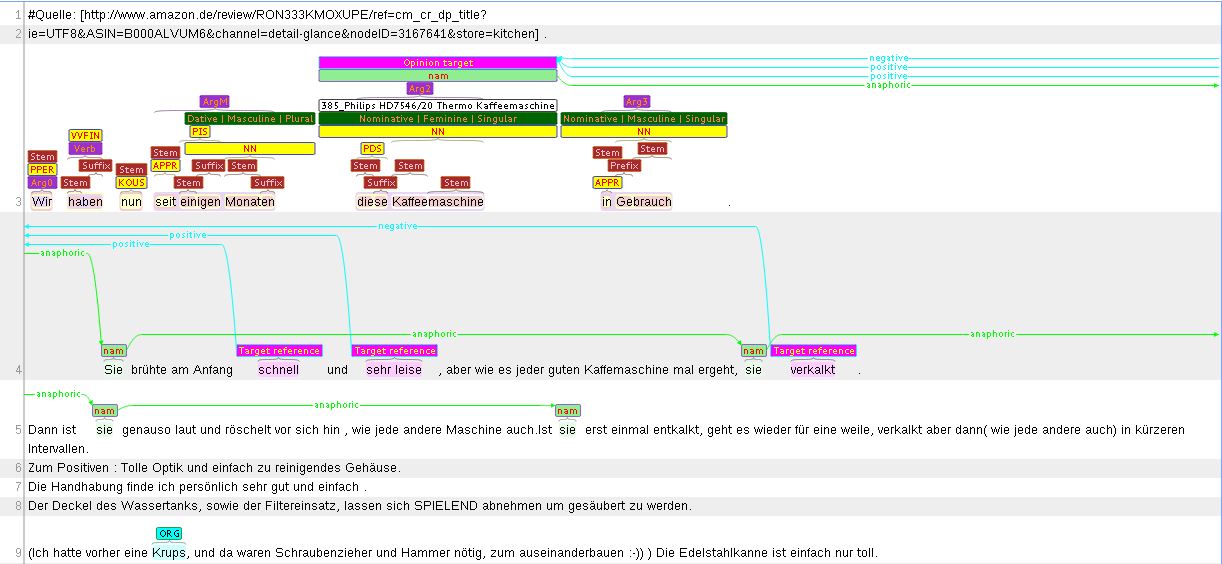 1 #Quelle: [http://www.amazon.de/review/RON333KMOXUPE/ref=cm_cr_dp_title?
2 ie=UTF8&ASIN=B000ALVUM6&channel=detail-glance&nodeID=3167641&store=kitchen] .
Opinion target negative
positive
nam positive
anaphoric
ArgM Arg2 Arg3
385_Philips HD7546/20 Thermo Kaffeemaschine
Dative | Masculine | Plural Nominative | Feminine | Singular Nominative | Masculine | Singular
VVFIN PIS NN NN
Stem Verb Stem NN PDS Stem Stem
PPER Suffix Stem APPR Suffix Stem Stem Stem Prefix
Arg0 Stem KOUS Stem Suffix Suffix Stem APPR
3 Wir haben nun seit einigen Monaten diese Kaffeemaschine in Gebrauch .
negative
positive
positive
anaphoric
anaphoric anaphoric
nam Target reference Target reference nam Target reference
4 Sie brühte am Anfang schnell und sehr leise , aber wie es jeder guten Kaffemaschine mal ergeht, sie verkalkt .
anaphoric
anaphoric
nam nam
5 Dann ist sie genauso laut und röschelt vor sich hin , wie jede andere Maschine auch.Ist sie erst einmal entkalkt, geht es wieder für eine weile, verkalkt aber dann( wie jede andere auch) in kürzeren
Intervallen.
6 Zum Positiven : Tolle Optik und einfach zu reinigendes Gehäuse.
7 Die Handhabung finde ich persönlich sehr gut und einfach .
8 Der Deckel des Wassertanks, sowie der Filtereinsatz, lassen sich SPIELEND abnehmen um gesäubert zu werden.
ORG
9 (Ich hatte vorher eine Krups, und da waren Schraubenzieher und Hammer nötig, zum auseinanderbauen :-)) ) Die Edelstahlkanne ist einfach nur toll.